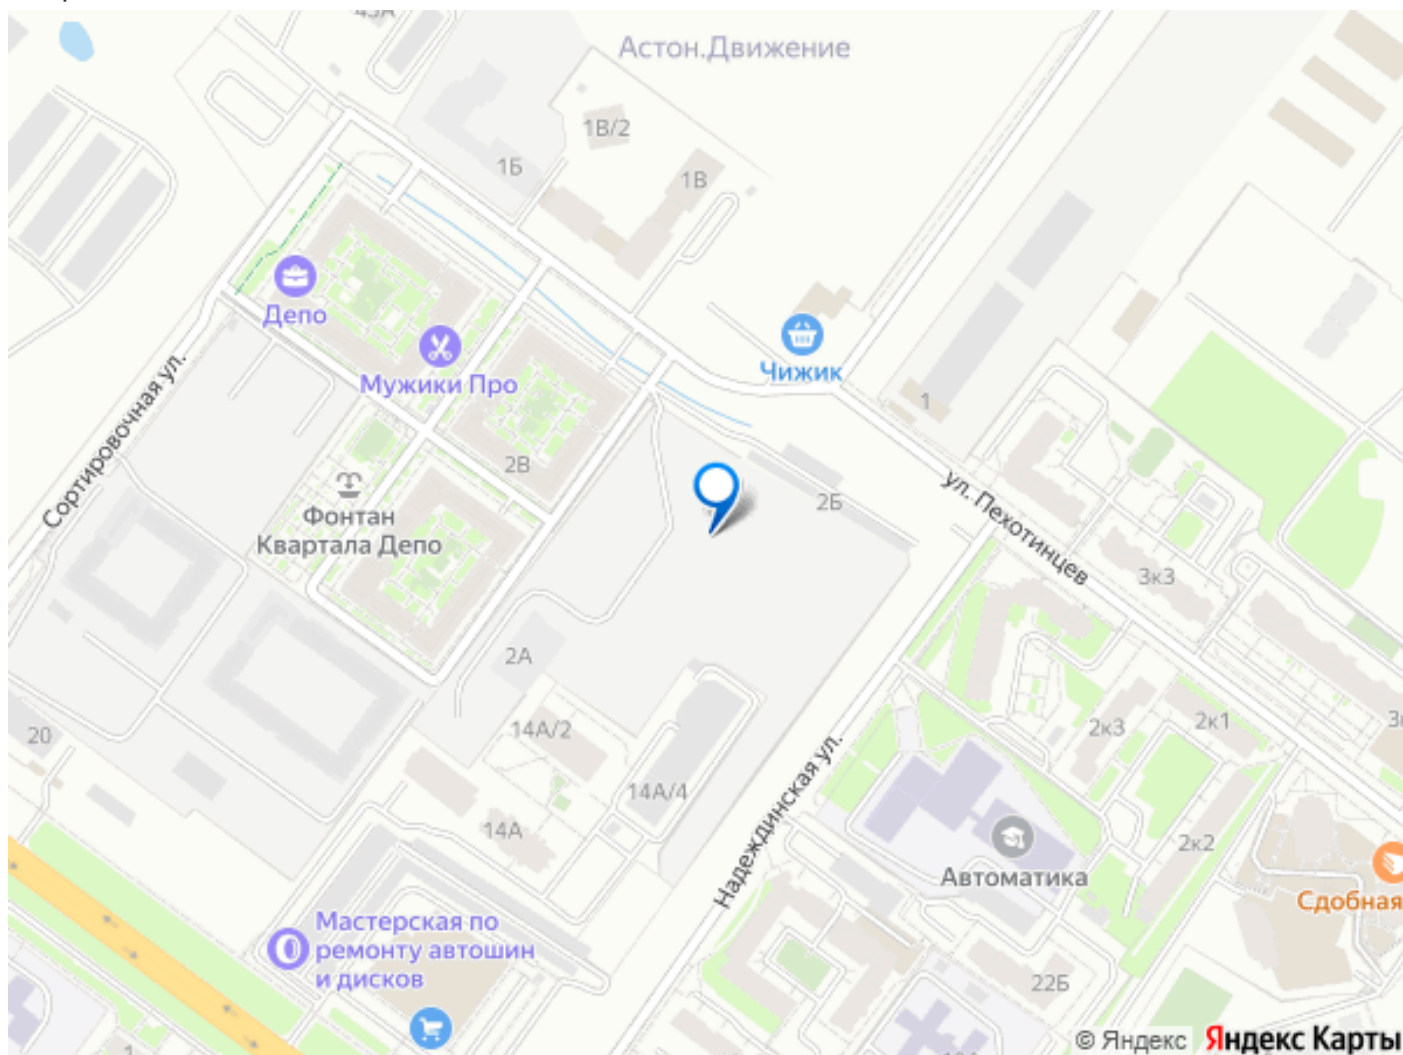 43А
Астон.Движение
1В/2
1Б
1В
Депо
Чижик
Мужики Про
Сортировочная ул.
1
2В
ул. Пехотинцев
2Б
Фонтан
Квартала Депо
3к3
2А
14А/2
2к3
2к1
20
14А/4
Надеждинская ул.
14А
2к2
Автоматика
Сдобная
Мастерская по
ремонту автошин
и дисков
22Б
1
© Яндекс Яндекс Карты